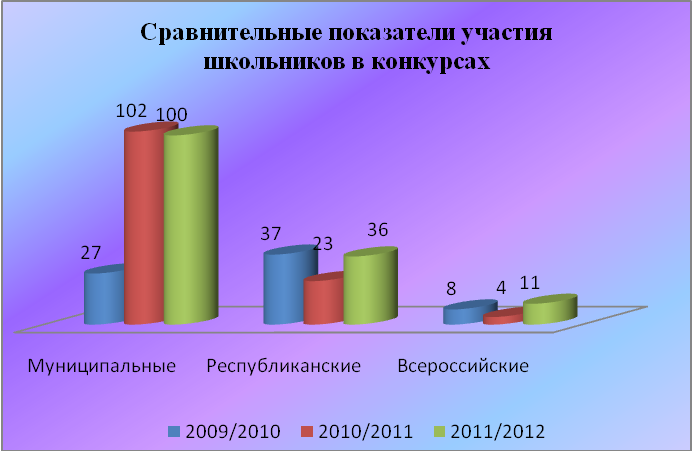 Сравнительные показатели участия
школьников в конкурсах
102
100
27
37
23
36
8
4
11
Муниципальные
Республиканские
Всероссийские
2009/2010
2010/2011
2011/2012